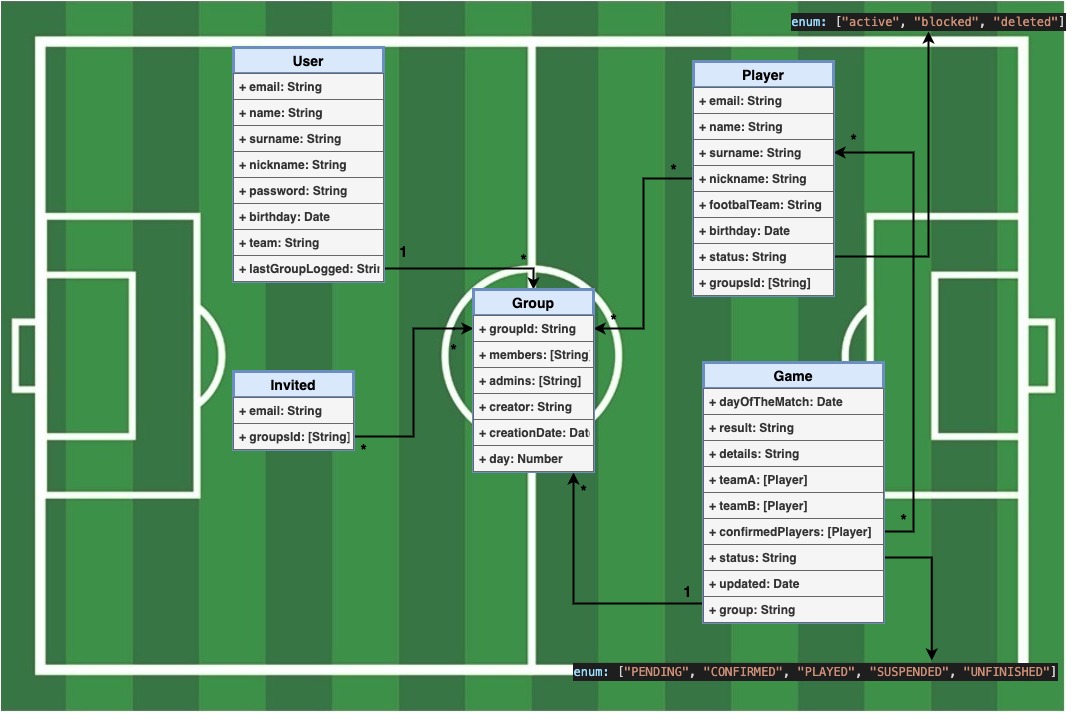 enum: ["active", "blocked", "deleted"]
User
+ email: String
+ name: String
+ surname: String
+ nickname: String
+ password: String
+ birthday: Date
+ team: String
+ lastGroupLogged: Strin
1
*
Player
+ email: String
+ name: String
+ surname: String
+ nickname: String
+ footbalTeam: String
+ birthday: Date
+ status: String
+ groupsId: [String]
*
*
*
Group
+ groupId: String
+ members: [String]
+ admins: [String]
+ creator: String
+ creationDate: Dat
+ day: Number
*
*
Invited
+ email: String
+ groupsId: [String]
*
Game
+ dayOfTheMatch: Date
+ result: String
+ details: String
+ teamA: [Player]
+ teamB: [Player]
+ confirmedPlayers: [Player]
+ status: String
+ updated: Date
+ group: String
*
1
enum: ["PENDING", "CONFIRMED", "PLAYED", "SUSPENDED", "UNFINISHED"]